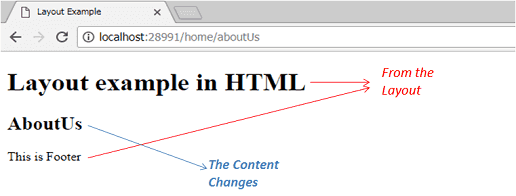 Layout Example
localhost:28991/home/aboutUs
Layout example in HTML
From the
Layout
AboutUs
This is Footer
The Content
Changes